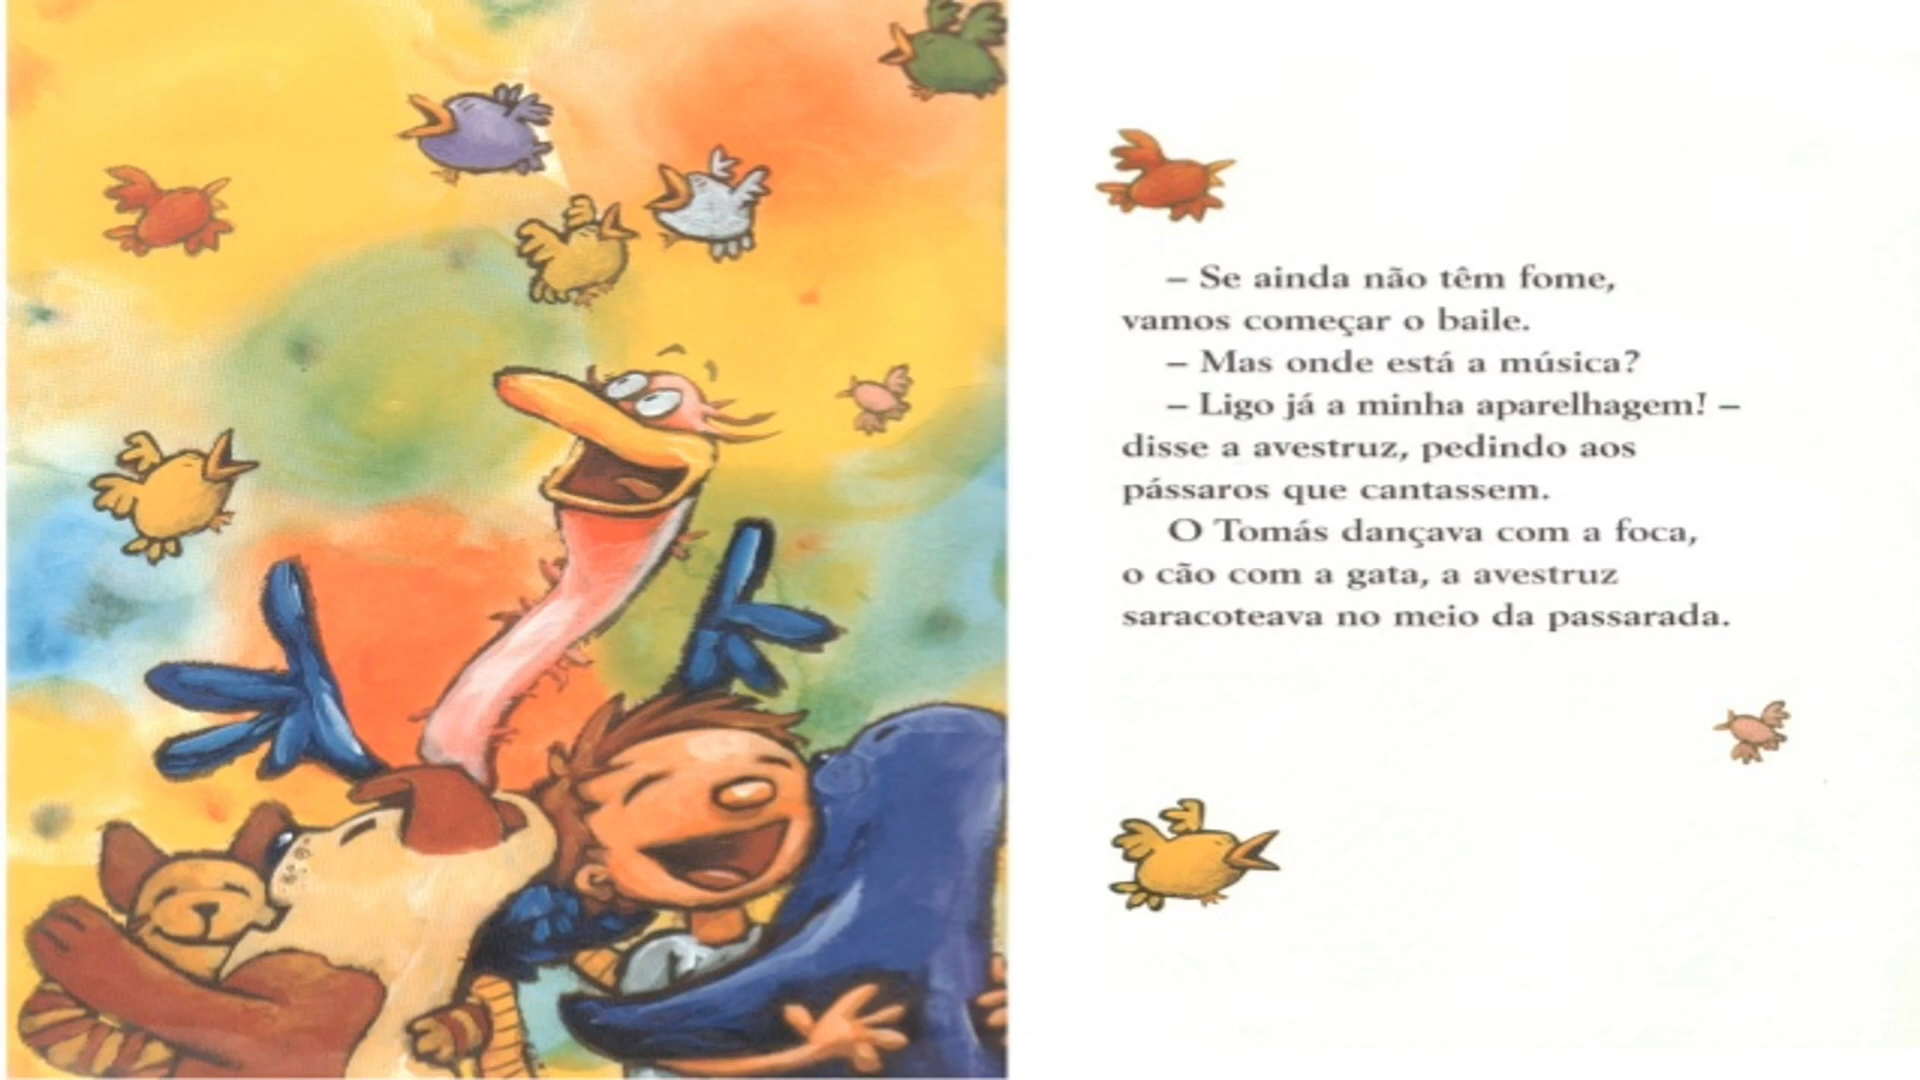 – Se ainda não têm fome,
vamos começar o baile.
– Mas onde está a música?
– Ligo já a minha aparelhagem! –
disse a avestruz, pedindo aos
pássaros que cantassem.
O Tomás dançava com a foca,
o cão com a gata, a avestruz
saracoteava no meio da passarada.